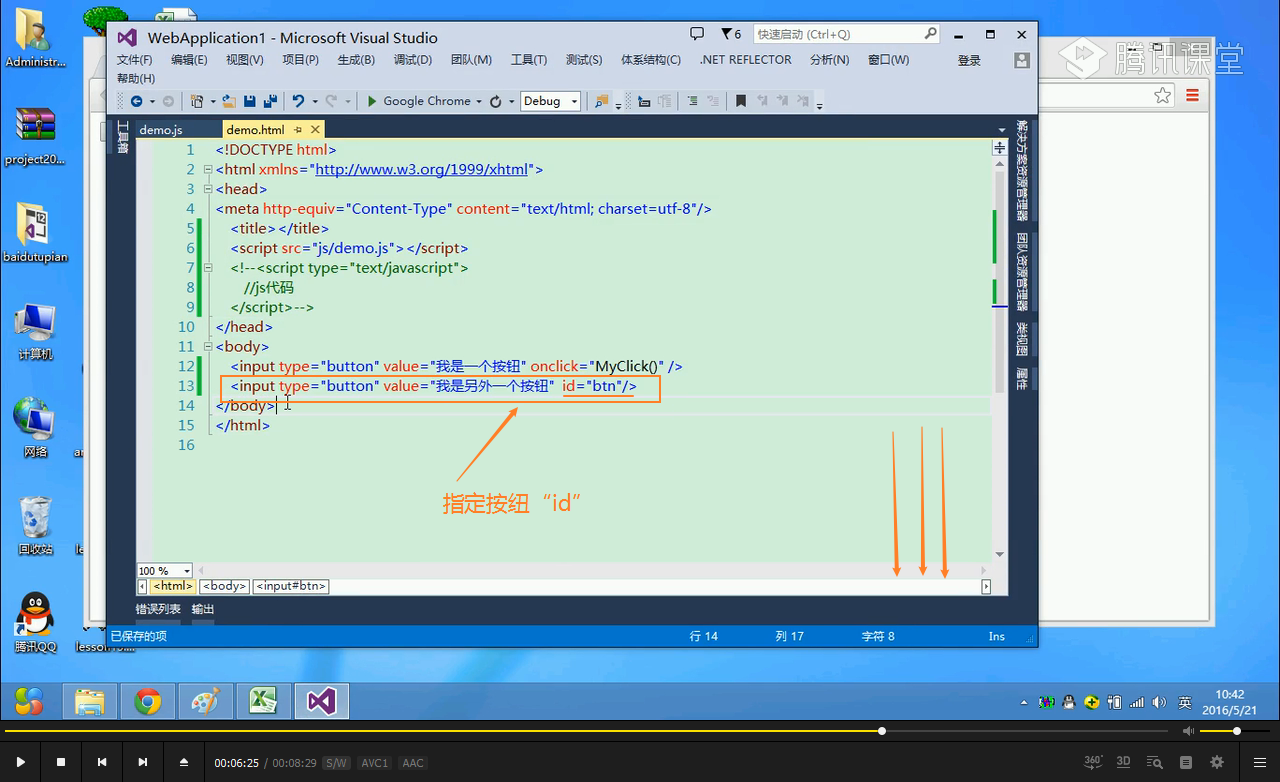 Administr...
project20...
baidutupian
计算机
网络
回收站
腾讯QQ
腾讯课堂
WebApplication1 - Microsoft Visual Studio
6
快速启动 (Ctrl+Q)
文件(F) 编辑(E) 视图(V) 项目(P) 生成(B) 调试(D) 团队(M) 工具(T) 测试(S) 体系结构(C) .NET REFLECTOR 分析(N) 窗口(W) 登录
帮助(H)
Google Chrome Debug
工具箱
demo.js demo.html
1 <!DOCTYPE html>
2 <html xmlns="http://www.w3.org/1999/xhtml">
3 <head>
4 <meta http-equiv="Content-Type" content="text/html; charset=utf-8"/>
5 <title></title>
6 <script src="js/demo.js"></script>
7 <!--<script type="text/javascript">
8 //js代码
9 </script>-->
10 </head>
11 <body>
12 <input type="button" value="我是一个按钮" onclick="MyClick()" />
13 <input type="button" value="我是另外一个按钮" id="btn"/>
14 </body>
15 </html>
16
指定按纽“id”
解决方案资源管理器
团队资源管理器
类视图
属性
100 %
<html> <body> <input#btn>
错误列表 输出
已保存的项 行 14 列 17 字符 8 Ins
英
10:42
2016/5/21
00:06:25 / 00:08:29 S/W AVC1 AAC
360° 3D